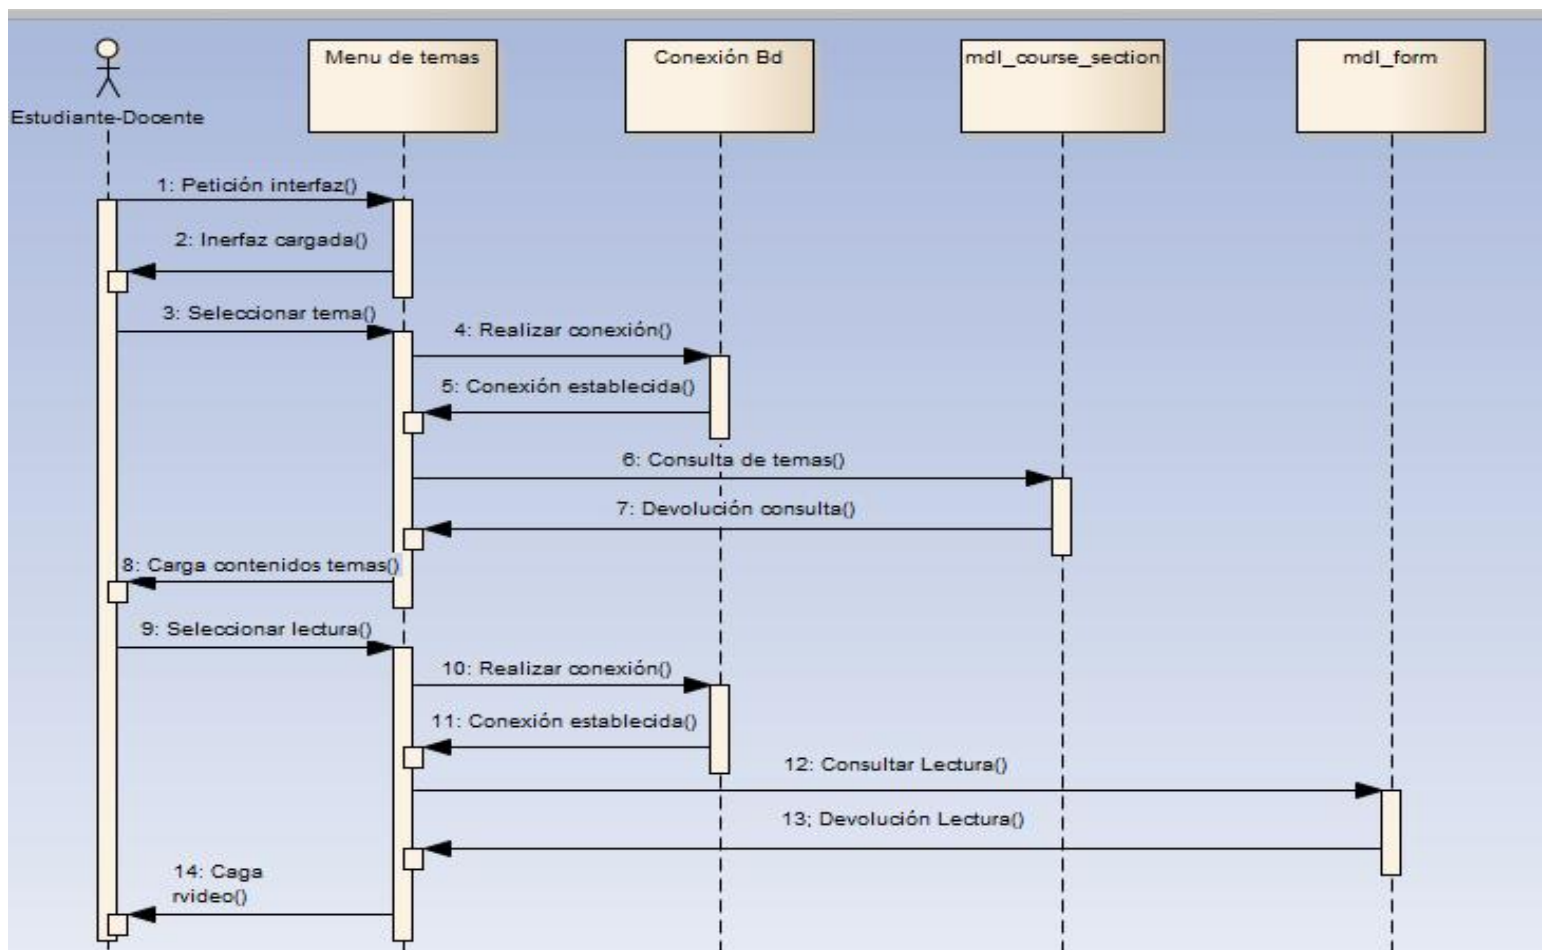 Menu de temas
Conexión Bd
mdl_course_section
mdl_form
Estudiante-Docente
1: Petición interfaz()
2: Inerfaz cargada()
3: Seleccionar tema()
4: Realizar conexión()
5: Conexión establecida()
6: Consulta de temas()
7: Devolución consulta()
8: Carga contenidos temas()
9: Seleccionar lectura()
10: Realizar conexión()
11: Conexión establecida()
12: Consultar Lectura()
13; Devolución Lectura()
14: Caga
rvideo()